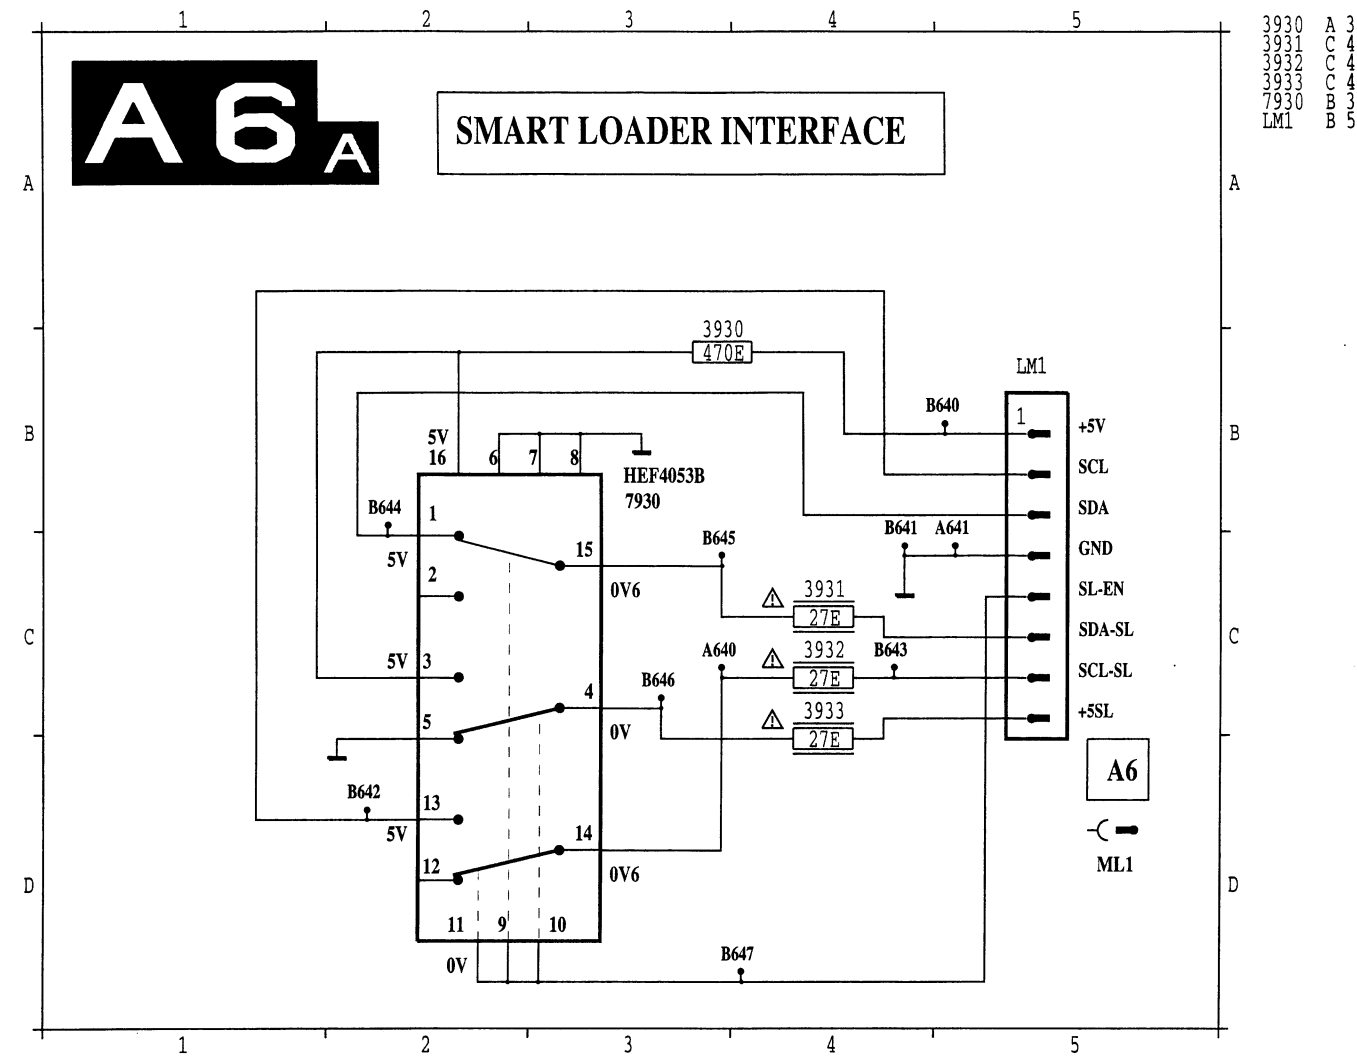 1 2 3 4 5
3930 A 3
3931 C 4
3932 C 4
3933 C 4
7930 B 3
LM1 B 5
A6A
SMART LOADER INTERFACE
A A
3930
470E
LM1
B640
1 +5V
B B
5V
16 6 7 8
SCL
HEF4053B
7930
B644
1
SDA
B645
B641 A641
15
GND
5V
2
0V6
3931
SL-EN
27E
SDA-SL
C C
A640
3932
B643
5V 3
SCL-SL
B646
27E
4
3933
+5SL
5
0V
27E
A6
B642
13
5V
14
ML1
12
0V6
D D
11 9 10
0V
B647
1 2 3 4 5